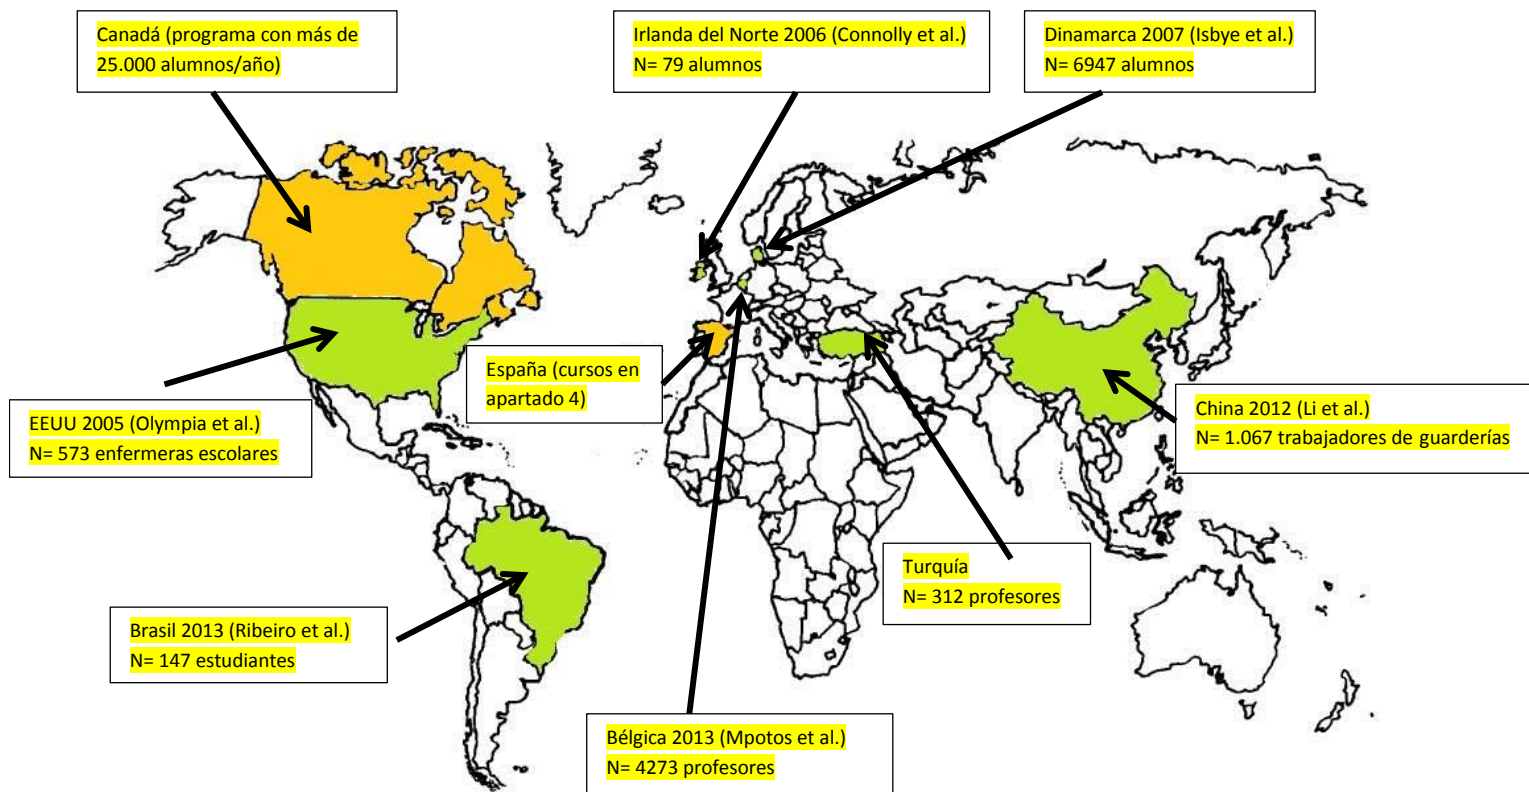 Canadá (programa con más de
25.000 alumnos/año)
Irlanda del Norte 2006 (Connolly et al.)
N= 79 alumnos
Dinamarca 2007 (Isbye et al.)
N= 6947 alumnos
España (cursos en
apartado 4)
EEUU 2005 (Olympia et al.)
N= 573 enfermeras escolares
China 2012 (Li et al.)
N= 1.067 trabajadores de guarderías
Turquía
N= 312 profesores
Brasil 2013 (Ribeiro et al.)
N= 147 estudiantes
Bélgica 2013 (Mpotos et al.)
N= 4273 profesores